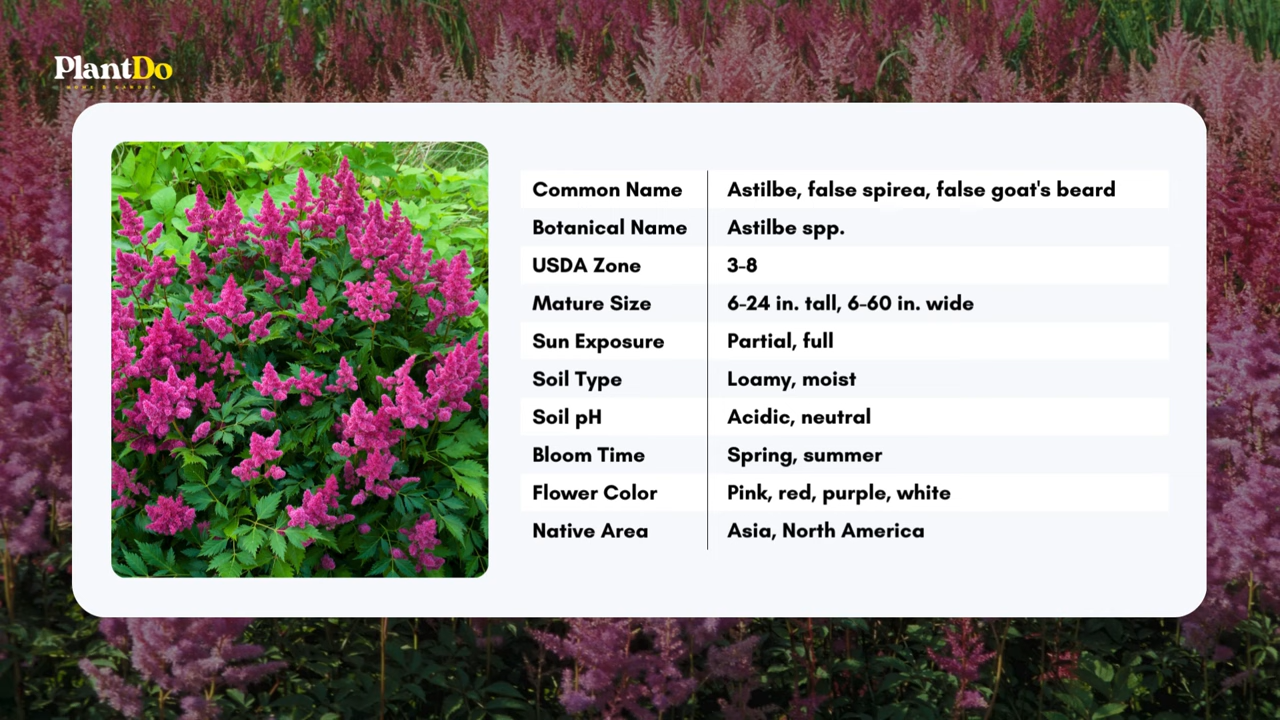 PlantDo
HOME & GARDEN
Common Name Astilbe, false spirea, false goat's beard
Botanical Name Astilbe spp.
USDA Zone 3-8
Mature Size 6-24 in. tall, 6-60 in. wide
Sun Exposure Partial, full
Soil Type Loamy, moist
Soil pH Acidic, neutral
Bloom Time Spring, summer
Flower Color Pink, red, purple, white
Native Area Asia, North America